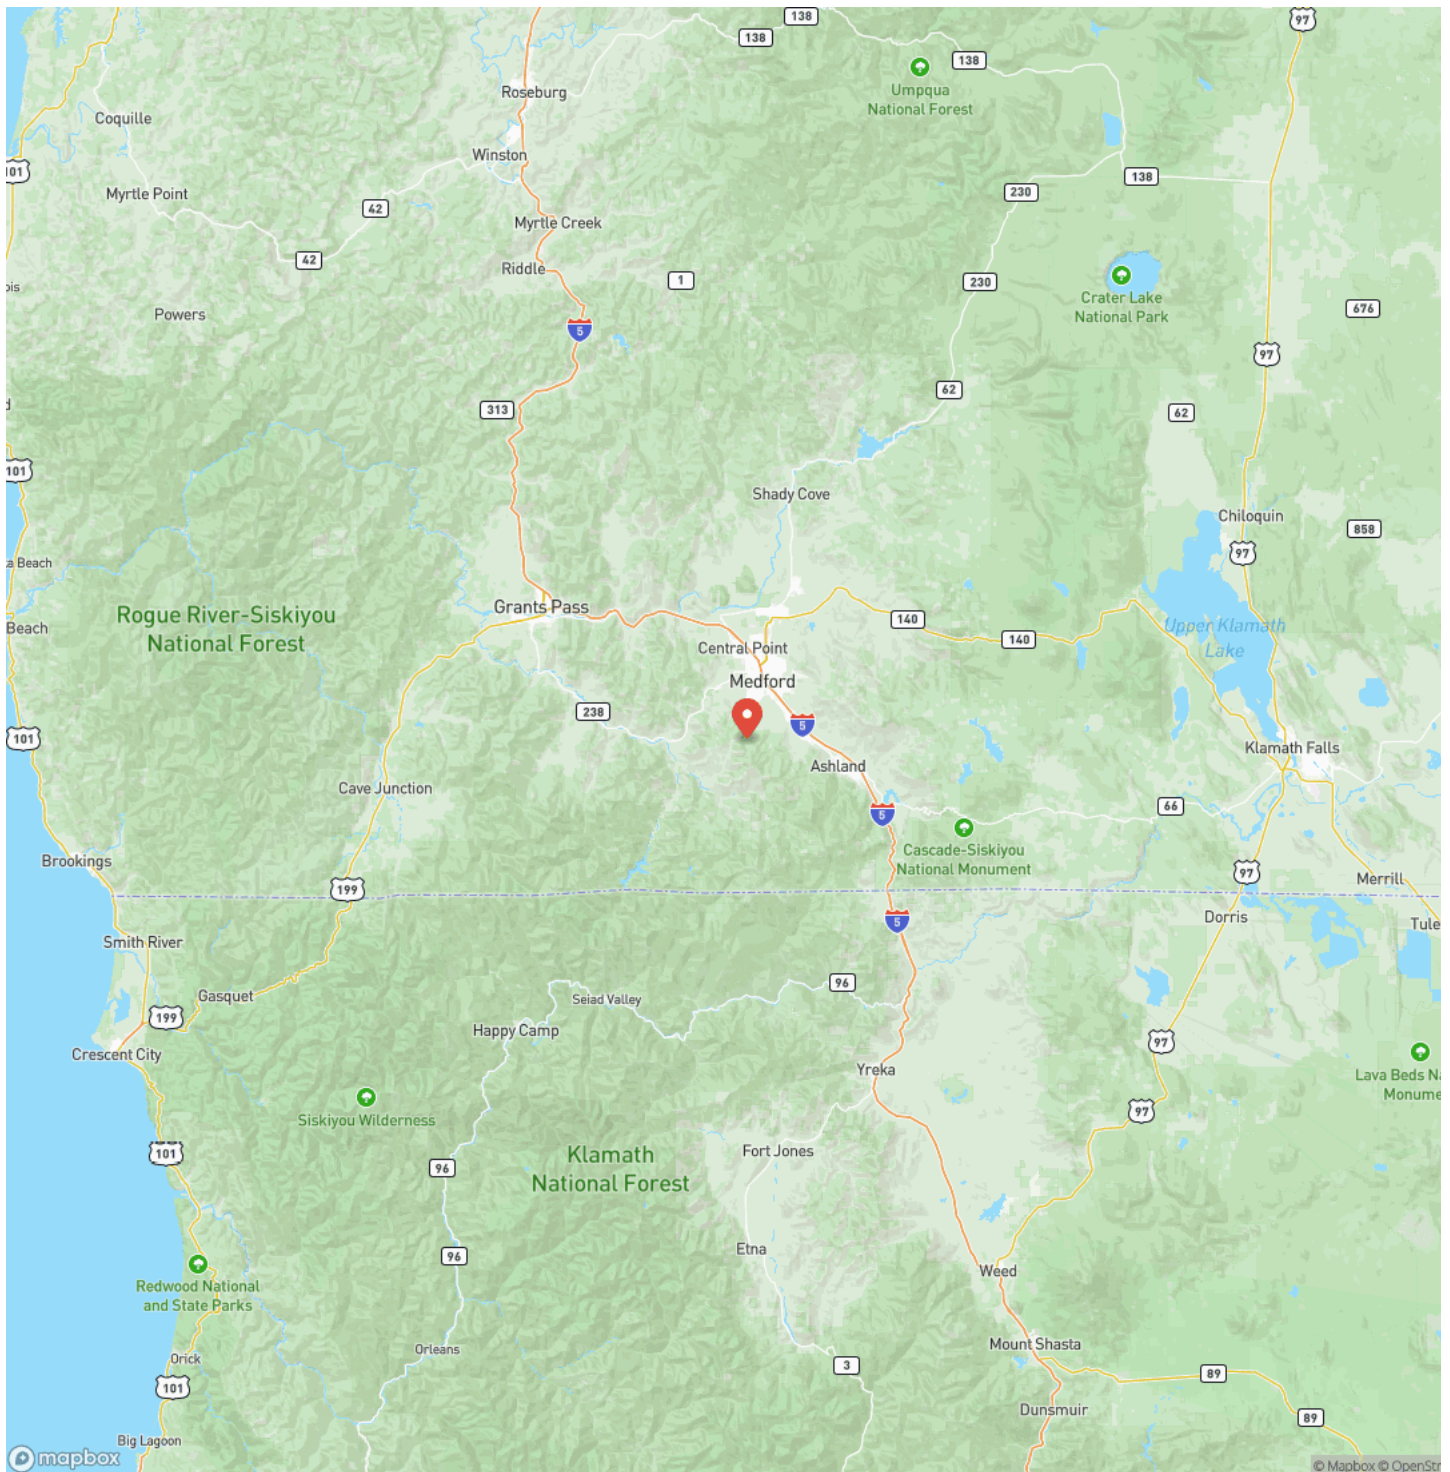 138
97
138
138
Umpqua
National Forest
Roseburg
Coquille
Winston
101
138
230
Myrtle Point
42
Myrtle Creek
42
Riddle
1
230
Crater Lake
National Park
676
Powers
5
97
62
313
62
101
Shady Cove
Chiloquin
858
97
Beach
Rogue River-Siskiyou
National Forest
Grants Pass
140
Upper Klamath
Lake
Beach
140
Central Point
Medford
238
5
101
Klamath Falls
Ashland
Cave Junction
66
5
Cascade-Siskiyou
National Monument
Brookings
97
Merrill
199
Dorris
5
Tule
Smith River
96
Gasquet
Seiad Valley
199
Happy Camp
97
Crescent City
Lava Beds Na
Monume
Yreka
97
Siskiyou Wilderness
101
Fort Jones
Klamath
National Forest
96
Etna
96
Weed
Redwood National
and State Parks
Mount Shasta
Orleans
Orick
3
89
101
Dunsmuir
89
Big Lagoon
mapbox
© Mapbox © OpenStr